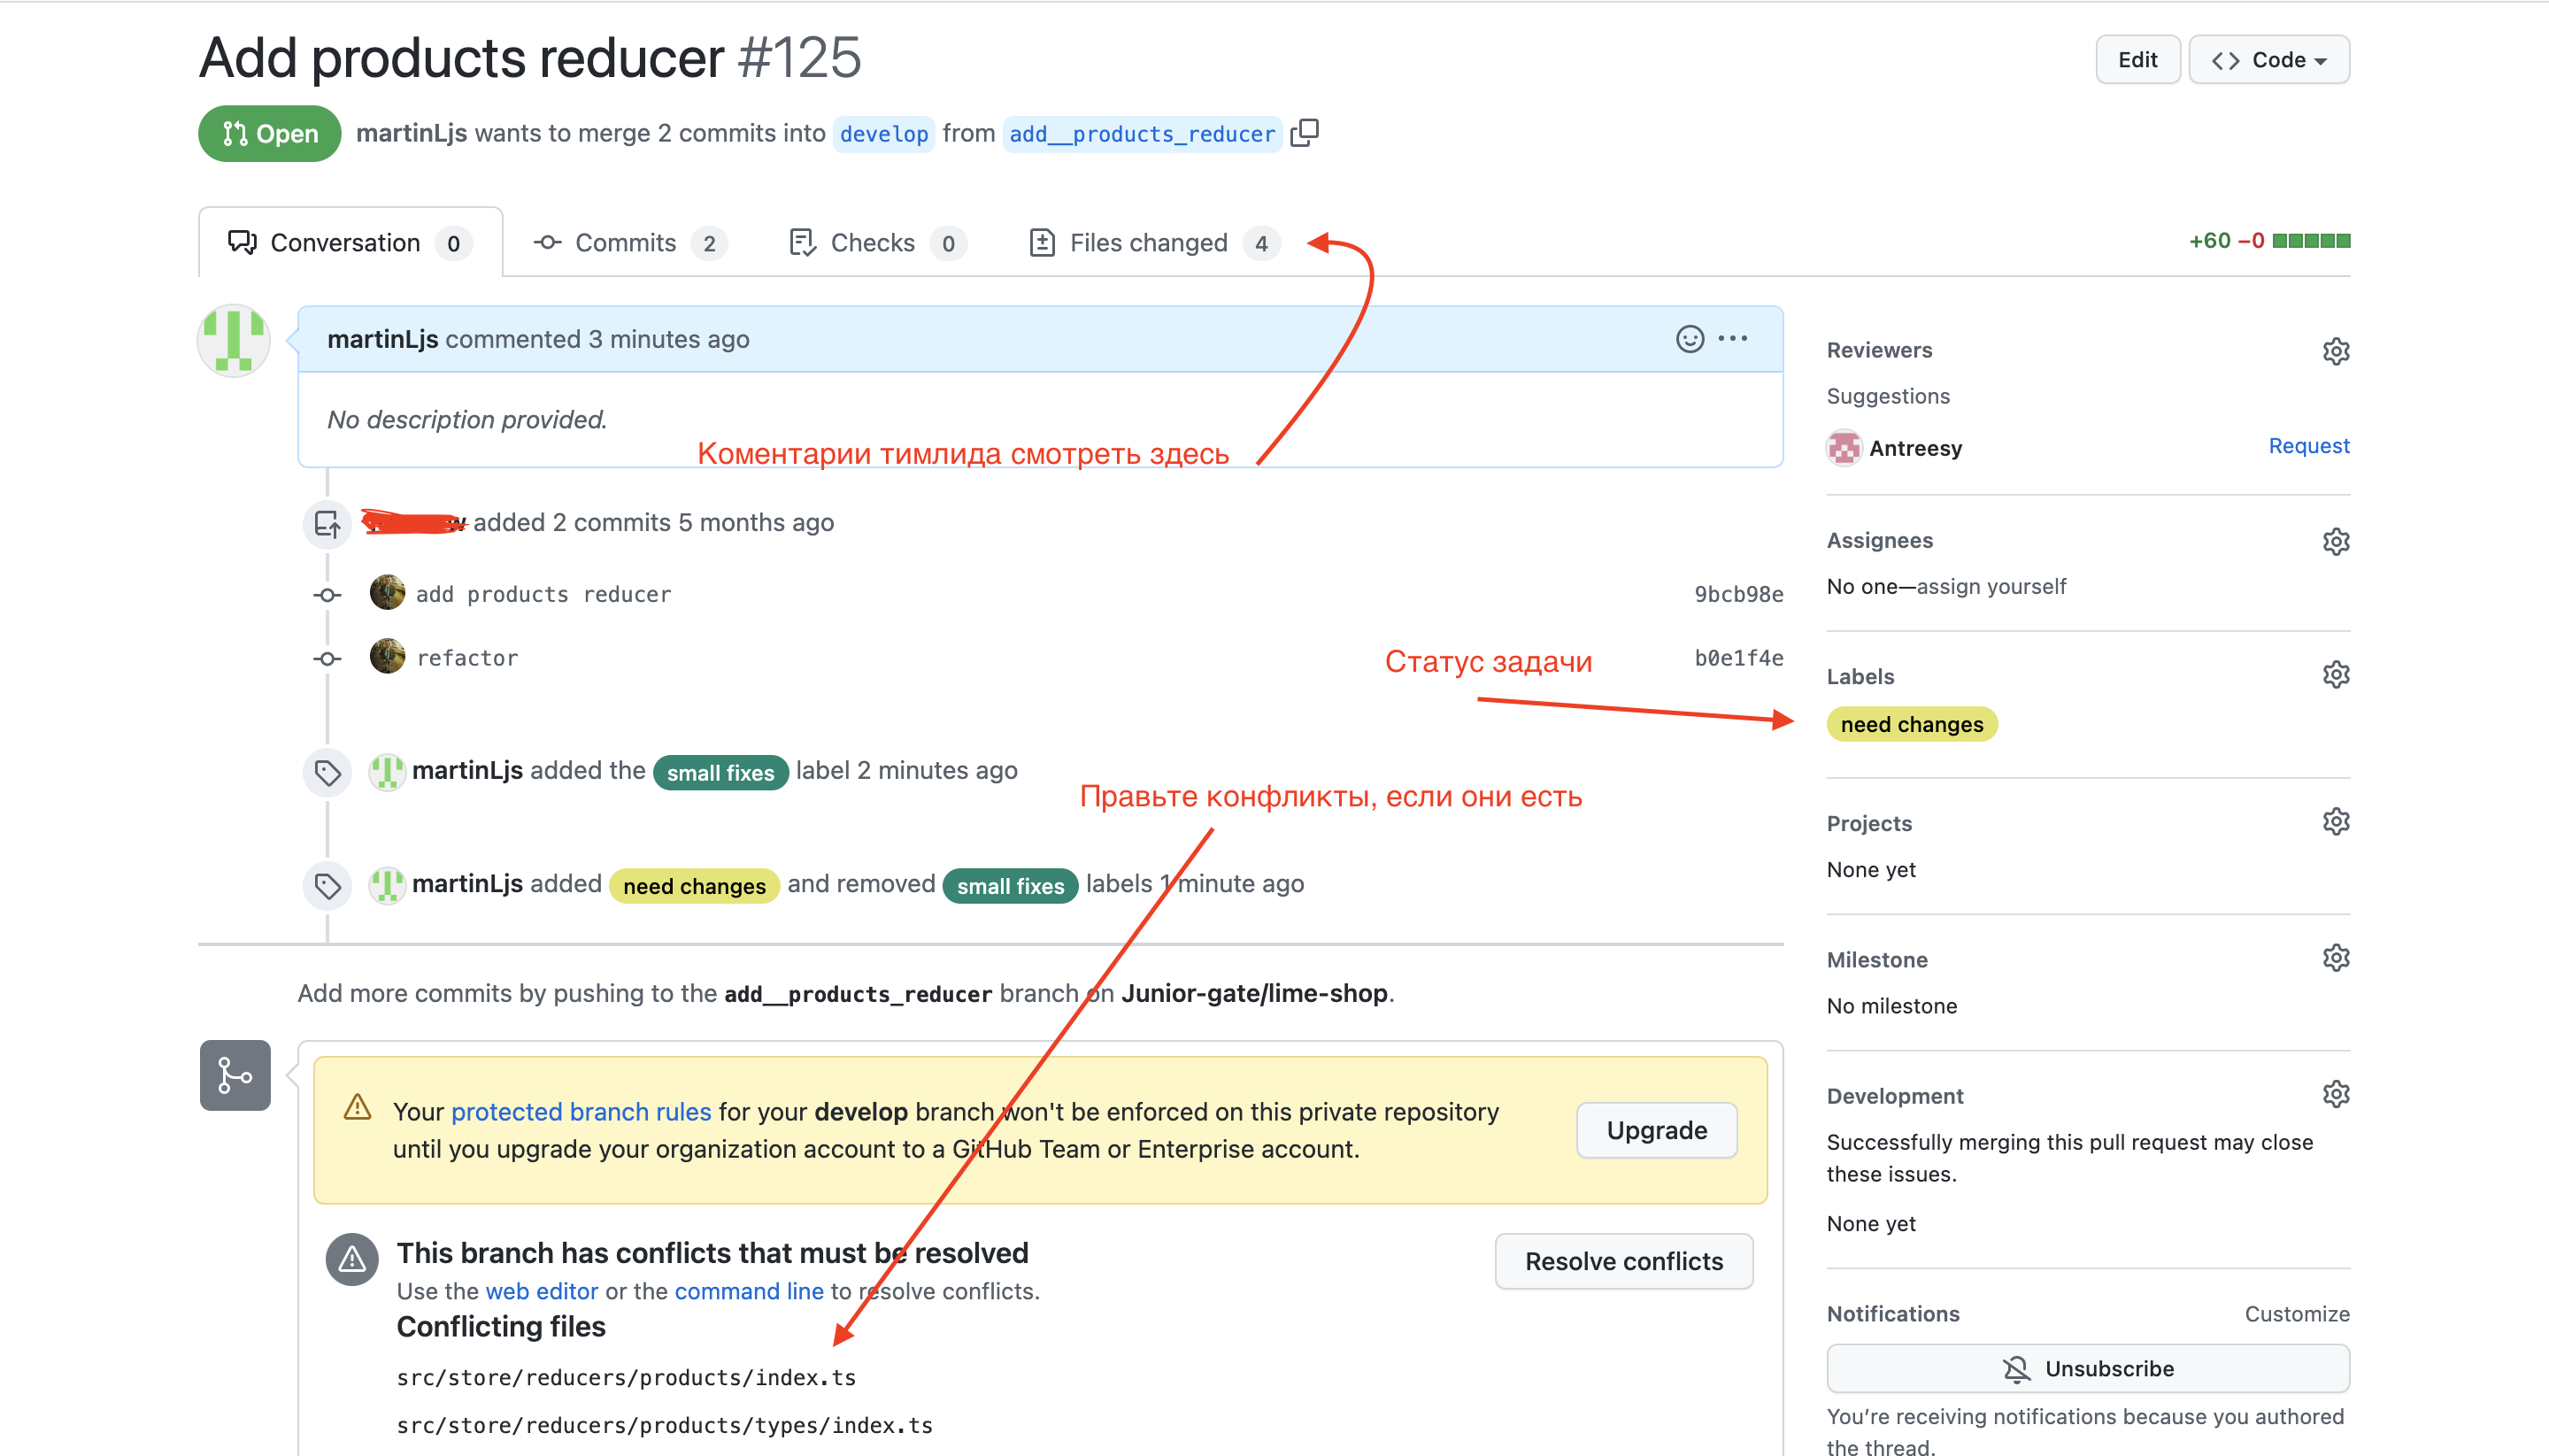 Add products reducer #125
Edit
Code
Open
martinLjs wants to merge 2 commits into develop from add__products_reducer
Conversation 0
Commits 2
Checks 0
Files changed 4
+60 −0
martinLjs commented 3 minutes ago
No description provided.
Коментарии тимлида смотреть здесь
added 2 commits 5 months ago
add products reducer 9bcb98e
refactor b0e1f4e
Статус задачи
martinLjs added the small fixes label 2 minutes ago
Правьте конфликты, если они есть
martinLjs added need changes and removed small fixes labels 1 minute ago
Add more commits by pushing to the add__products_reducer branch on Junior-gate/lime-shop.
Your protected branch rules for your develop branch won't be enforced on this private repository
until you upgrade your organization account to a GitHub Team or Enterprise account.
Upgrade
This branch has conflicts that must be resolved
Use the web editor or the command line to resolve conflicts.
Resolve conflicts
Conflicting files
src/store/reducers/products/index.ts
src/store/reducers/products/types/index.ts
Reviewers
Suggestions
Antreesy Request
Assignees
No one—assign yourself
Labels
need changes
Projects
None yet
Milestone
No milestone
Development
Successfully merging this pull request may close
these issues.
None yet
Notifications Customize
Unsubscribe
You're receiving notifications because you authored
the thread.